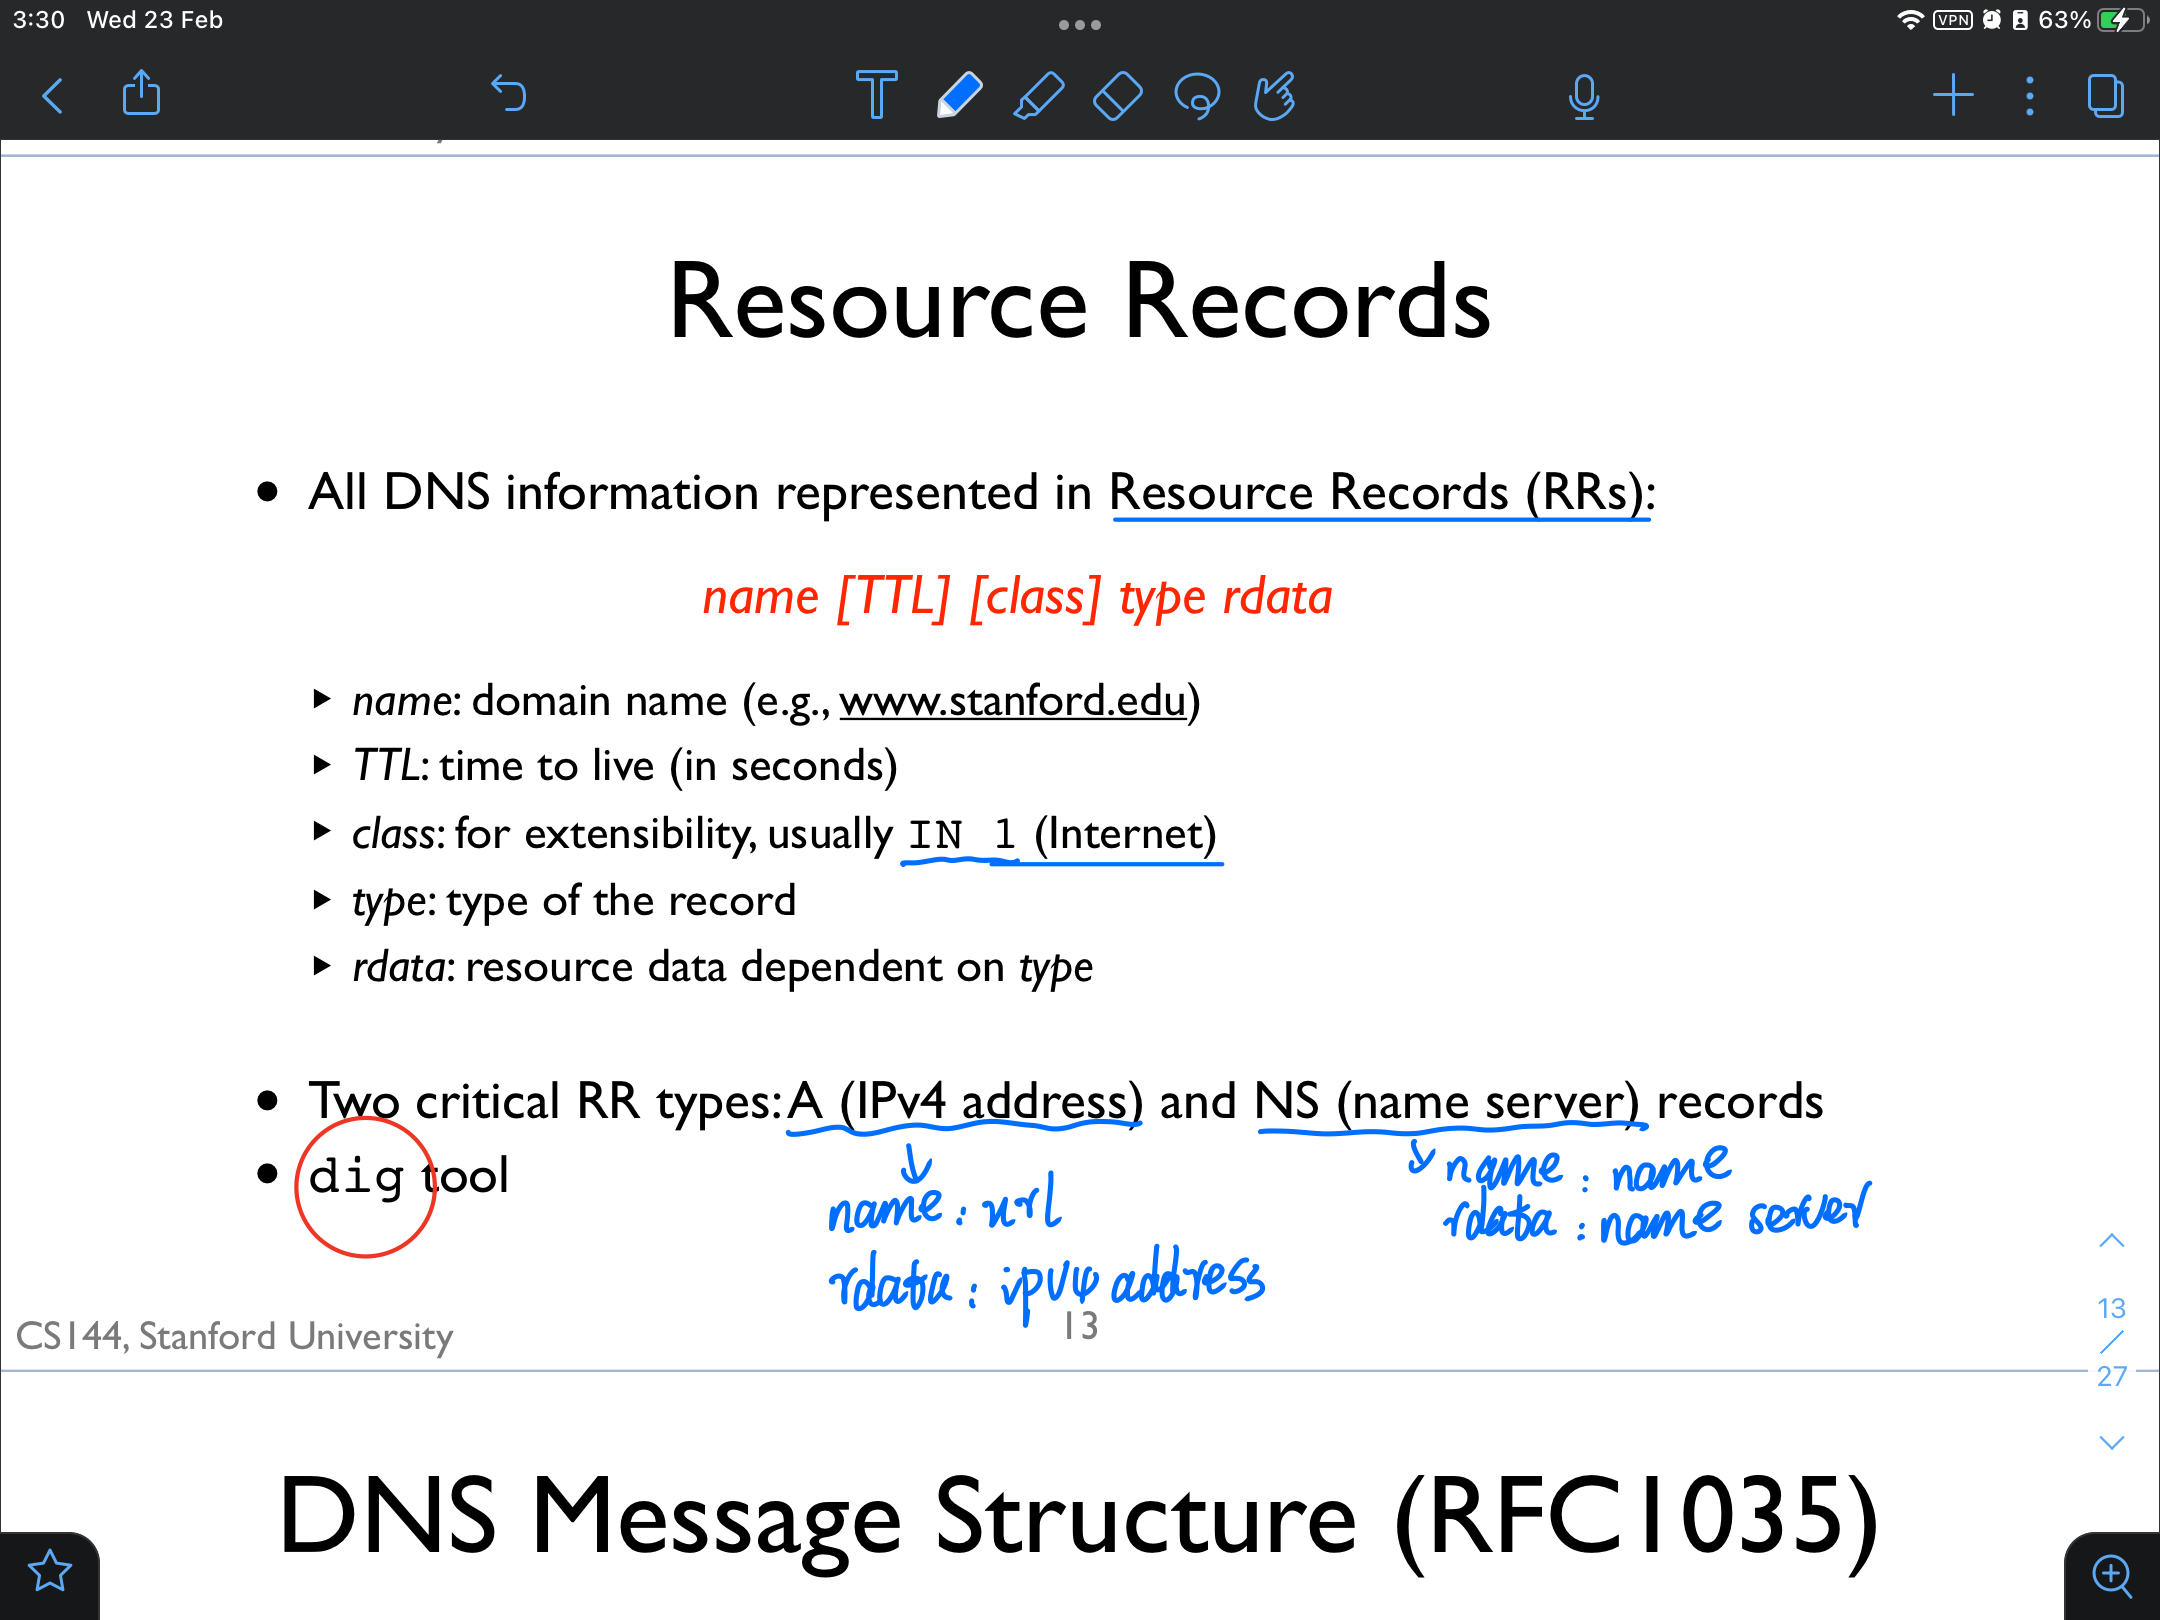 3:30 Wed 23 Feb
VPN 63%
Resource Records
• All DNS information represented in Resource Records (RRs):
name [TTL] [class] type rdata
‣ name: domain name (e.g., www.stanford.edu)
‣ TTL: time to live (in seconds)
‣ class: for extensibility, usually IN 1 (Internet)
‣ type: type of the record
‣ rdata: resource data dependent on type
• Two critical RR types: A (IPv4 address) and NS (name server) records
• dig tool
name: url
rdata: ipv4 address
name: name
rdata: name server
CS144, Stanford University
13
13
/
27
DNS Message Structure (RFC1035)